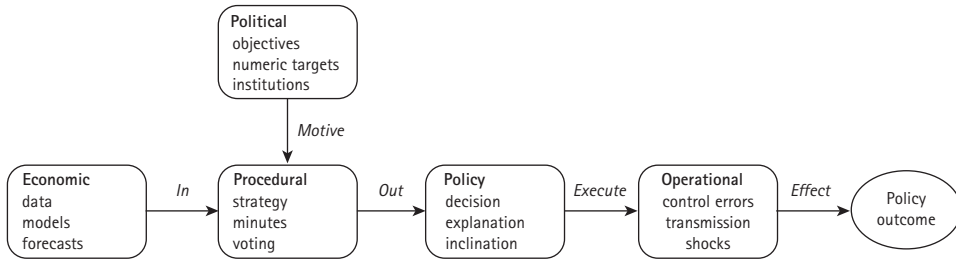 Political
objectives
numeric targets
institutions
Motive
Economic
data
models
forecasts
In
Procedural
strategy
minutes
voting
Out
Policy
decision
explanation
inclination
Execute
Operational
control errors
transmission
shocks
Effect
Policy
outcome